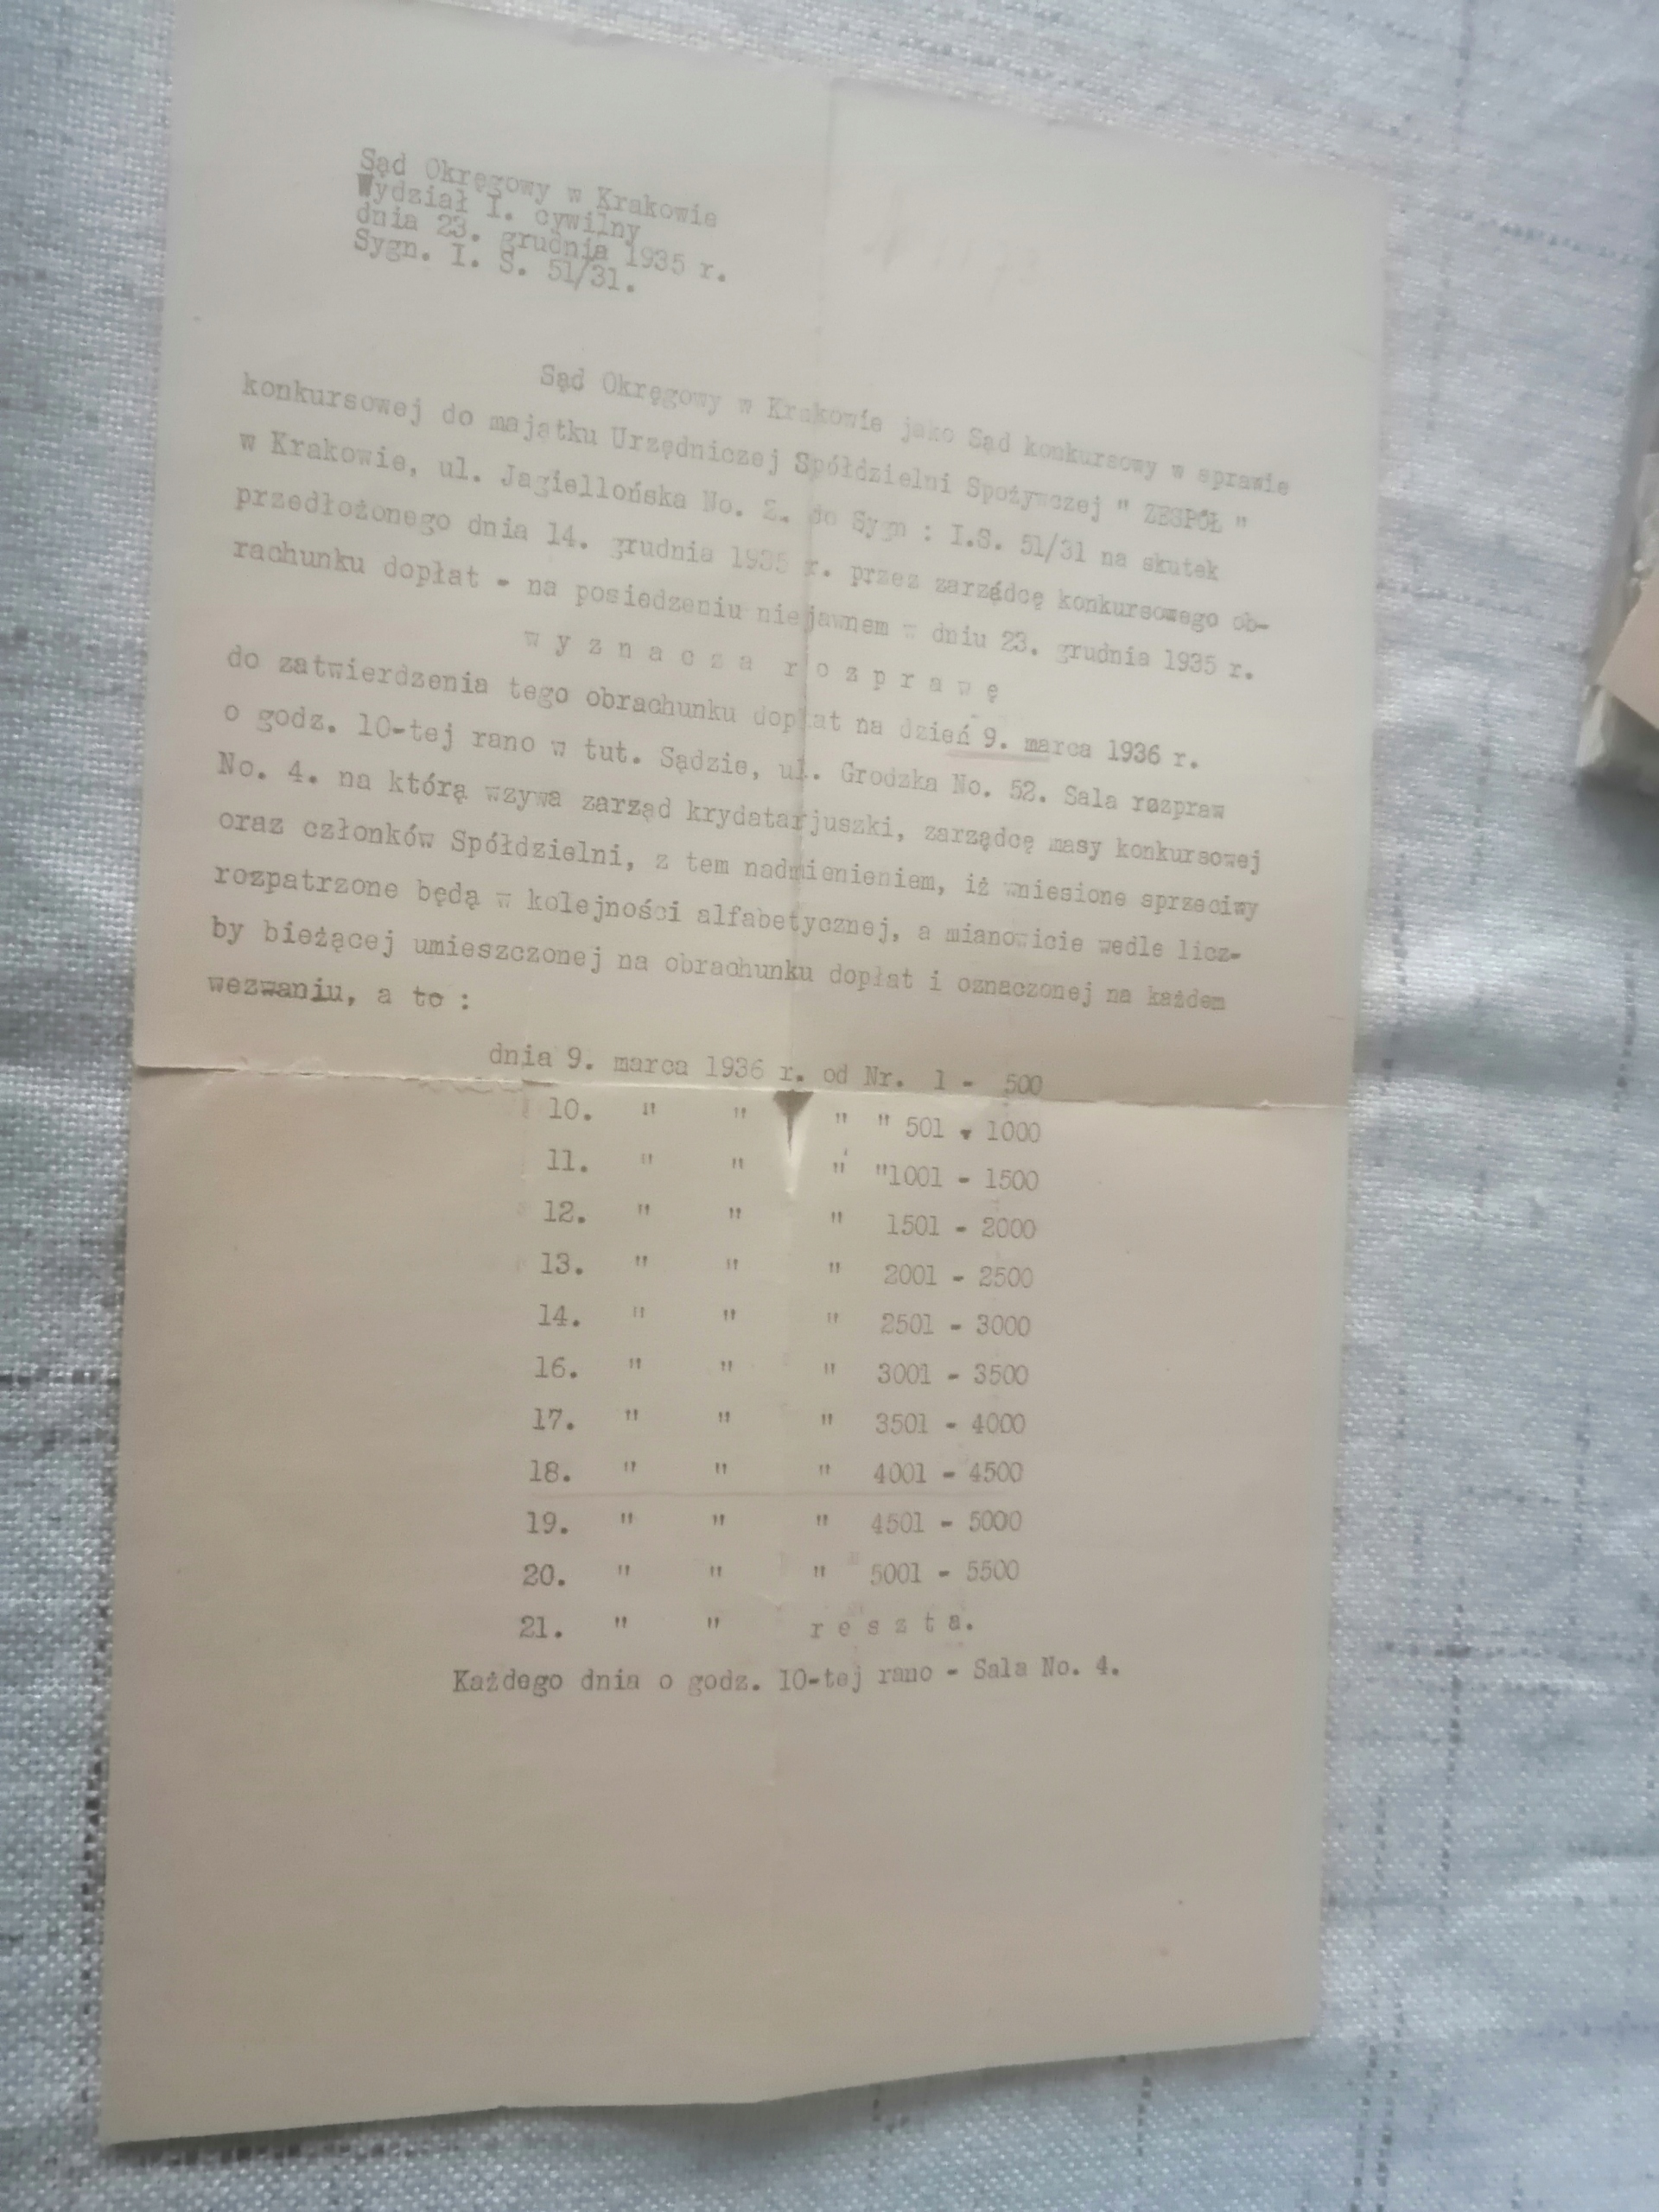 Sąd Okręgowy w Krakowie
Wydział I. cywilny
dnia 23. grudnia 1935 r.
Sygn. I. S. 51/31.
Sąd Okręgowy w Krakowie jako Sąd konkursowy w sprawie
konkursowej do majątku Urzędniczej Spółdzielni Spożywczej " ZESPÓŁ "
w Krakowie, ul. Jagiellońska No. 2. do Sygn : I.S. 51/31 na skutek
przedłożonego dnia 14. grudnia 1935 r. przez zarządcę konkursowego ob-
rachunku dopłat - na posiedzeniu niejawnem w dniu 23. grudnia 1935 r.
w y z n a c z a r o z p r a w ę
do zatwierdzenia tego obrachunku dopłat na dzień 9. marca 1936 r.
o godz. 10-tej rano w tut. Sądzie, ul. Grodzka No. 52. Sala rozpraw
No. 4. na którą wzywa zarząd krydatarjuszki, zarządcę masy konkursowej
oraz członków Spółdzielni, z tem nadmienieniem, iż wniesione sprzeciwy
rozpatrzone będą w kolejności alfabetycznej, a mianowicie wedle licz-
by bieżącej umieszczonej na obrachunku dopłat i oznaczonej na każdem
wezwaniu, a to :
dnia 9. marca 1936 r. od Nr. 1 - 500
10. " " " " 501 - 1000
11. " " " "1001 - 1500
12. " " " 1501 - 2000
13. " " " 2001 - 2500
14. " " " 2501 - 3000
16. " " " 3001 - 3500
17. " " " 3501 - 4000
18. " " " 4001 - 4500
19. " " " 4501 - 5000
20. " " " 5001 - 5500
21. " " r e s z t a.
Każdego dnia o godz. 10-tej rano - Sala No. 4.